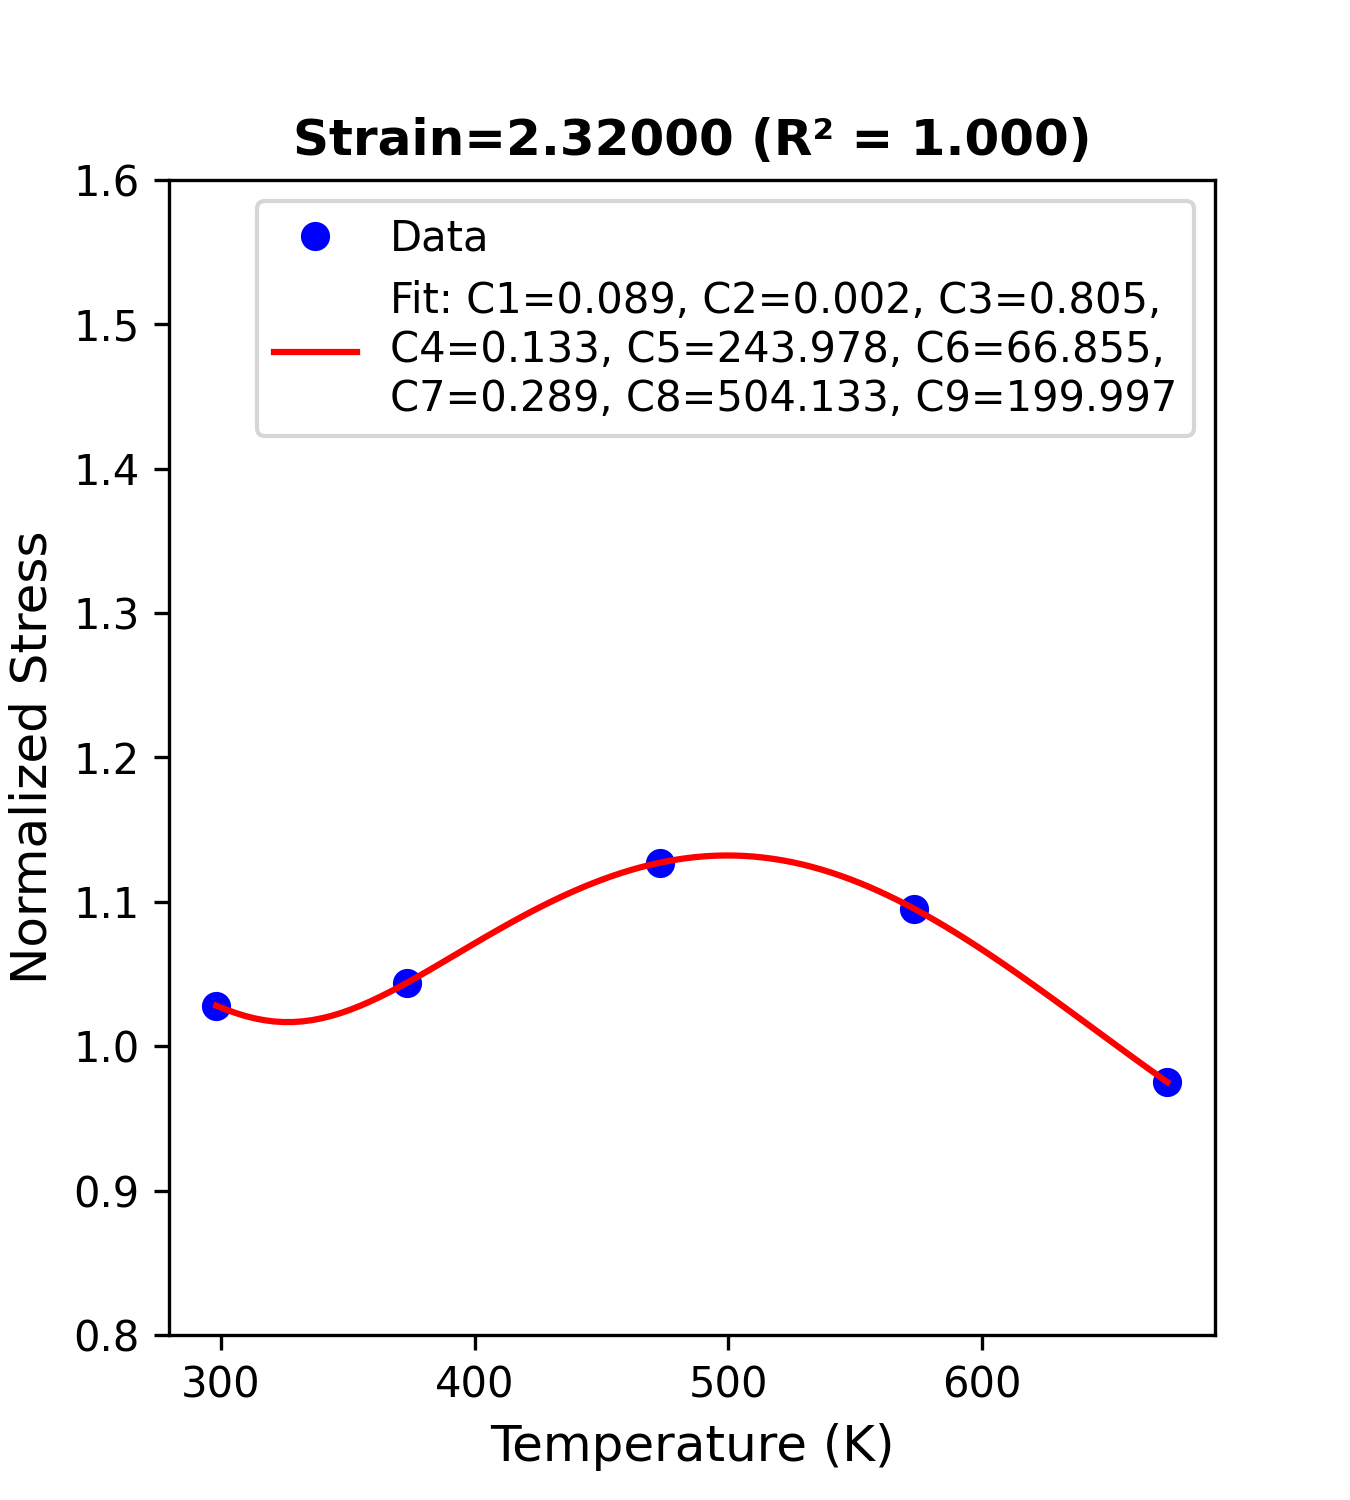 Strain=2.32000 (R² = 1.000)
1.6
1.5
1.4
1.3
1.2
1.1
1.0
0.9
0.8
Normalized Stress
Data
Fit: C1=0.089, C2=0.002, C3=0.805,
C4=0.133, C5=243.978, C6=66.855,
C7=0.289, C8=504.133, C9=199.997
300 400 500 600
Temperature (K)